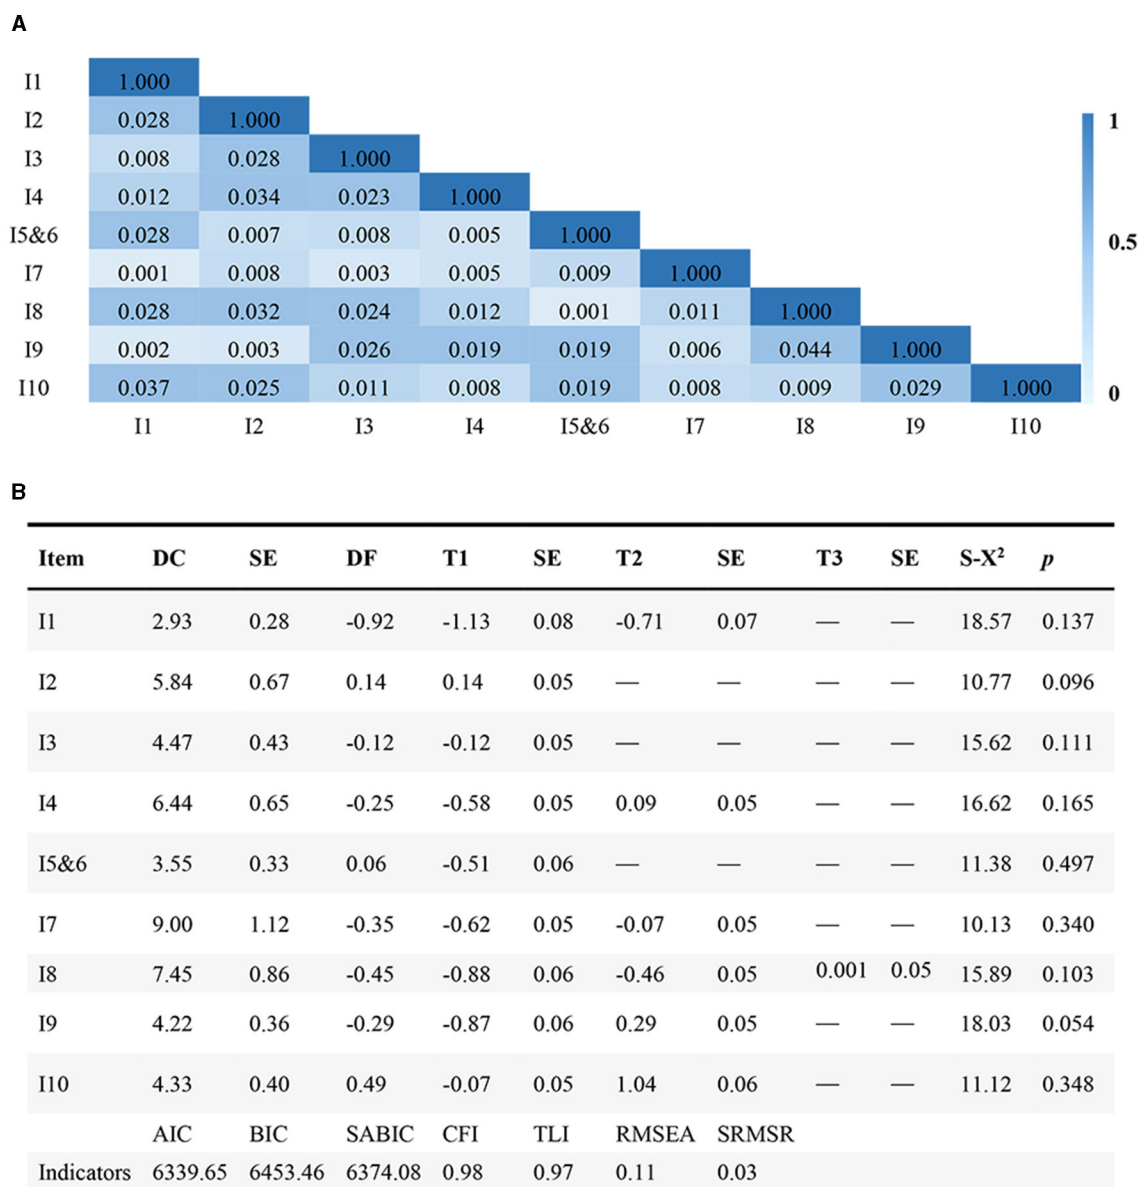 A
I1 1.000
I2 0.028 1.000
I3 0.008 0.028 1.000
I4 0.012 0.034 0.023 1.000
I5&6 0.028 0.007 0.008 0.005 1.000
I7 0.001 0.008 0.003 0.005 0.009 1.000
I8 0.028 0.032 0.024 0.012 0.001 0.011 1.000
I9 0.002 0.003 0.026 0.019 0.019 0.006 0.044 1.000
I10 0.037 0.025 0.011 0.008 0.019 0.008 0.009 0.029 1.000
I1 I2 I3 I4 I5&6 I7 I8 I9 I10
1
0.5
0
B
Item DC SE DF T1 SE T2 SE T3 SE S-X² p
I1 2.93 0.28 -0.92 -1.13 0.08 -0.71 0.07 — — 18.57 0.137
I2 5.84 0.67 0.14 0.14 0.05 — — — — 10.77 0.096
I3 4.47 0.43 -0.12 -0.12 0.05 — — — — 15.62 0.111
I4 6.44 0.65 -0.25 -0.58 0.05 0.09 0.05 — — 16.62 0.165
I5&6 3.55 0.33 0.06 -0.51 0.06 — — — — 11.38 0.497
I7 9.00 1.12 -0.35 -0.62 0.05 -0.07 0.05 — — 10.13 0.340
I8 7.45 0.86 -0.45 -0.88 0.06 -0.46 0.05 0.001 0.05 15.89 0.103
I9 4.22 0.36 -0.29 -0.87 0.06 0.29 0.05 — — 18.03 0.054
I10 4.33 0.40 0.49 -0.07 0.05 1.04 0.06 — — 11.12 0.348
AIC BIC SABIC CFI TLI RMSEA SRMSR
Indicators 6339.65 6453.46 6374.08 0.98 0.97 0.11 0.03